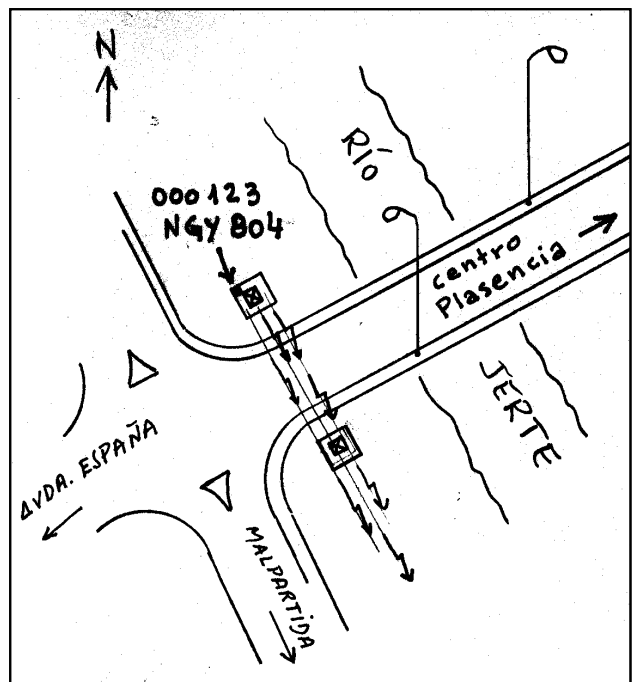 N
RÍO
000123
NGY 804
centro
Plasencia
JERTE
AVDA. ESPAÑA
MALPARTIDA